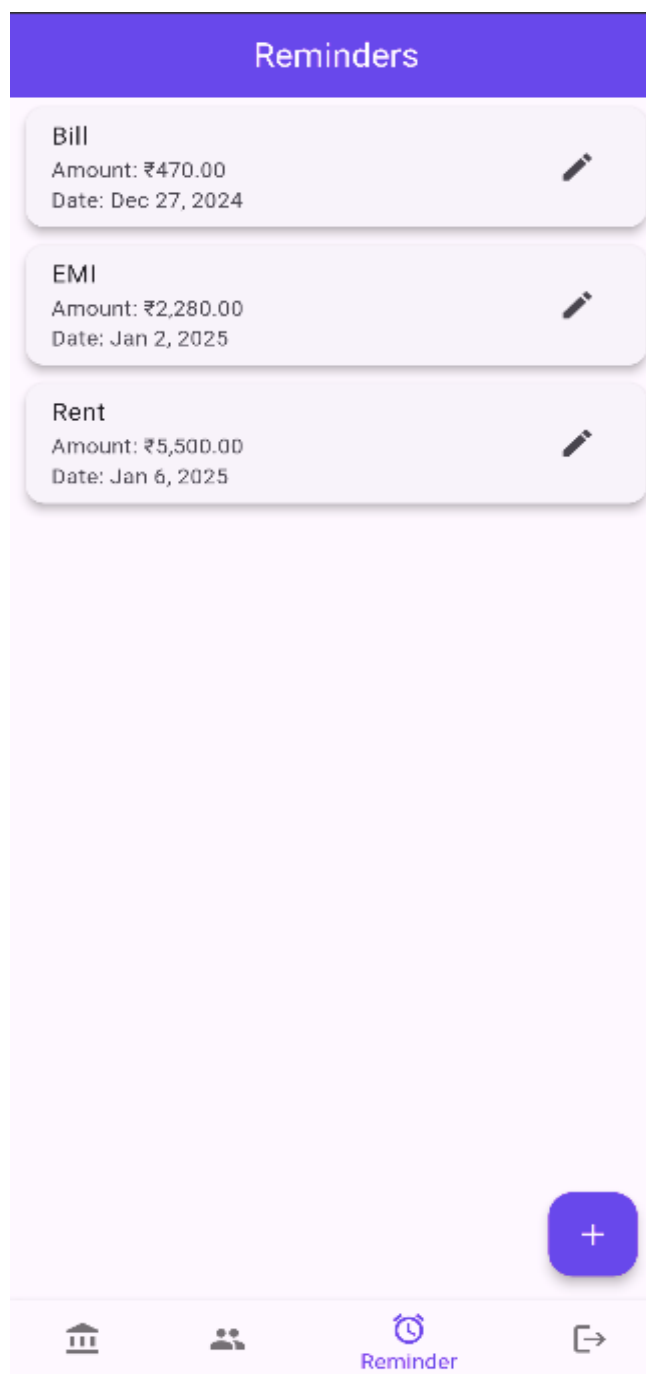 Reminders
Bill
Amount: ₹470.00
Date: Dec 27, 2024
EMI
Amount: ₹2,280.00
Date: Jan 2, 2025
Rent
Amount: ₹5,500.00
Date: Jan 6, 2025
Reminder